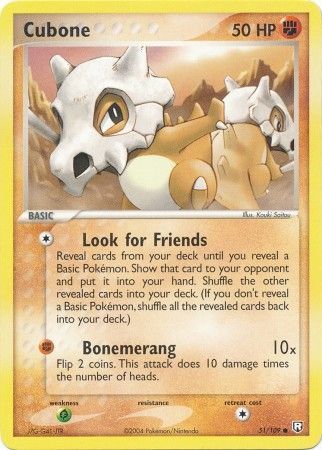 Cubone 50 HP
Illus. Kouki Saitou
BASIC
Look for Friends
Reveal cards from your deck until you reveal a
Basic Pokémon. Show that card to your opponent
and put it into your hand. Shuffle the other
revealed cards into your deck. (If you don't reveal
a Basic Pokémon, shuffle all the revealed cards back
into your deck.)
Bonemerang 10x
Flip 2 coins. This attack does 10 damage times
the number of heads.
weakness resistance retreat cost
©2004 Pokémon/Nintendo
51/109